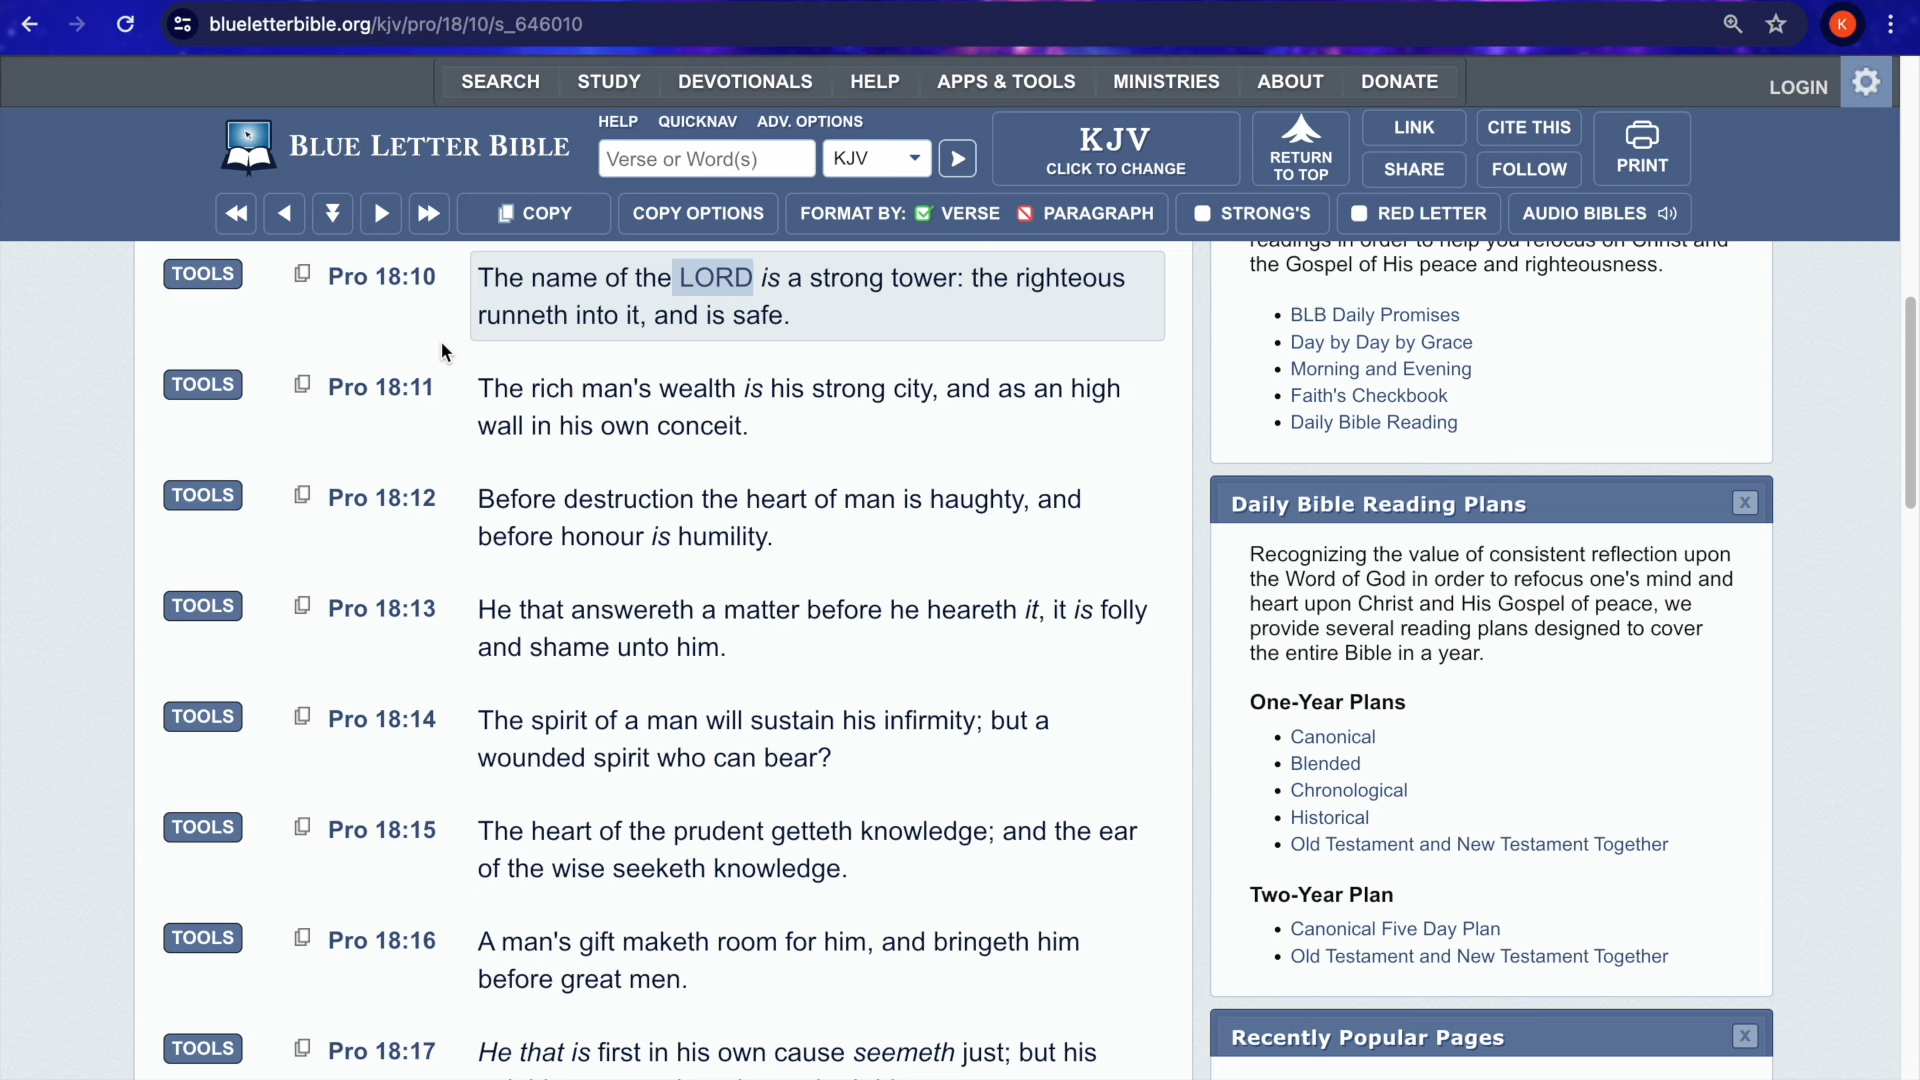 blueletterbible.org/kjv/pro/18/10/s_646010
K
SEARCH STUDY DEVOTIONALS HELP APPS & TOOLS MINISTRIES ABOUT DONATE
LOGIN
BLUE LETTER BIBLE
HELP QUICKNAV ADV. OPTIONS
Verse or Word(s)
KJV
KJV
CLICK TO CHANGE
RETURN
TO TOP
LINK
CITE THIS
SHARE
FOLLOW
PRINT
COPY
COPY OPTIONS
FORMAT BY: VERSE PARAGRAPH
STRONG'S
RED LETTER
AUDIO BIBLES
TOOLS Pro 18:10 The name of the LORD is a strong tower: the righteous
runneth into it, and is safe.
TOOLS Pro 18:11 The rich man's wealth is his strong city, and as an high
wall in his own conceit.
TOOLS Pro 18:12 Before destruction the heart of man is haughty, and
before honour is humility.
TOOLS Pro 18:13 He that answereth a matter before he heareth it, it is folly
and shame unto him.
TOOLS Pro 18:14 The spirit of a man will sustain his infirmity; but a
wounded spirit who can bear?
TOOLS Pro 18:15 The heart of the prudent getteth knowledge; and the ear
of the wise seeketh knowledge.
TOOLS Pro 18:16 A man's gift maketh room for him, and bringeth him
before great men.
TOOLS Pro 18:17 He that is first in his own cause seemeth just; but his
readings in order to help you refocus on Christ and
the Gospel of His peace and righteousness.
• BLB Daily Promises
• Day by Day by Grace
• Morning and Evening
• Faith's Checkbook
• Daily Bible Reading
Daily Bible Reading Plans
x
Recognizing the value of consistent reflection upon
the Word of God in order to refocus one's mind and
heart upon Christ and His Gospel of peace, we
provide several reading plans designed to cover
the entire Bible in a year.
One-Year Plans
• Canonical
• Blended
• Chronological
• Historical
• Old Testament and New Testament Together
Two-Year Plan
• Canonical Five Day Plan
• Old Testament and New Testament Together
Recently Popular Pages
x